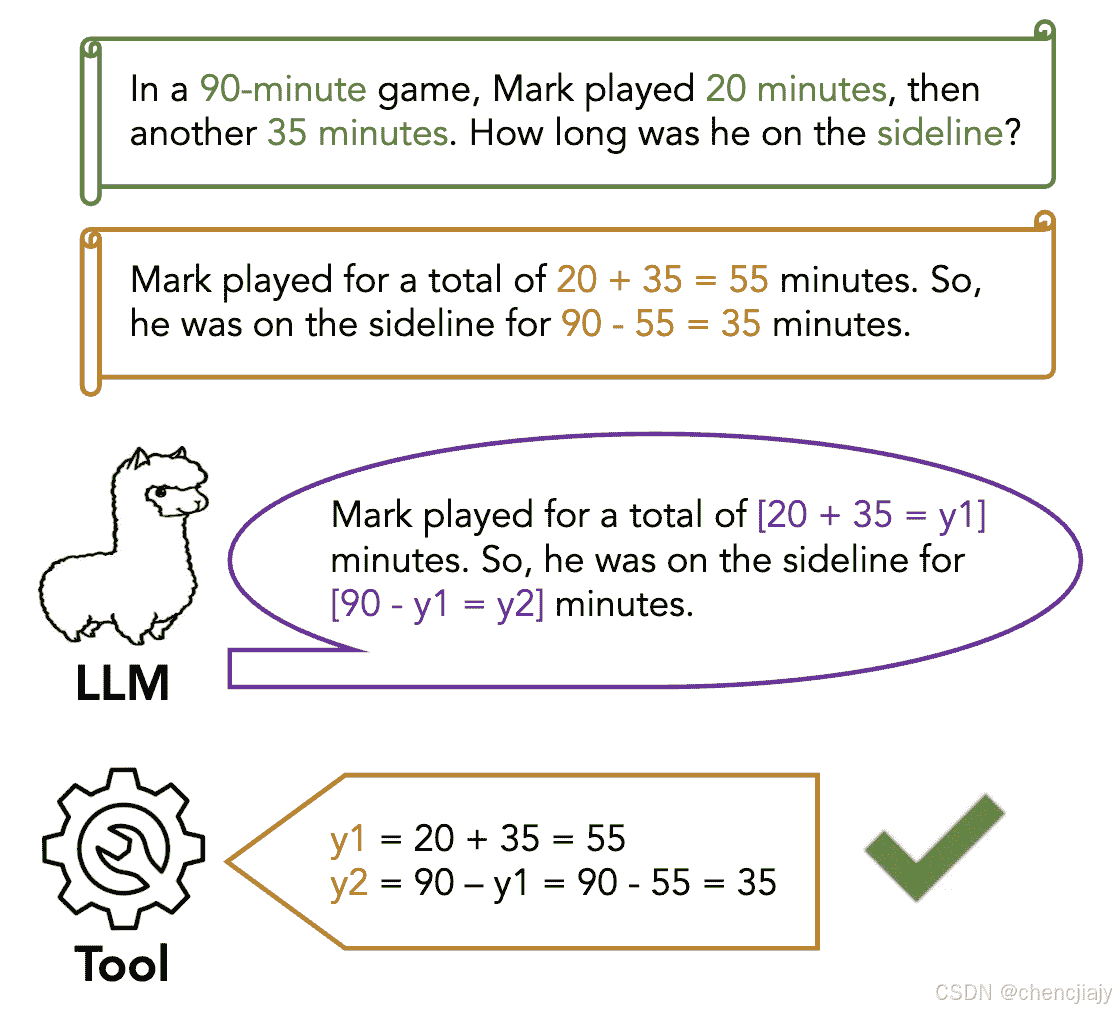 In a 90-minute game, Mark played 20 minutes, then
another 35 minutes. How long was he on the sideline?
Mark played for a total of 20 + 35 = 55 minutes. So,
he was on the sideline for 90 - 55 = 35 minutes.
Mark played for a total of [20 + 35 = y1]
minutes. So, he was on the sideline for
[90 - y1 = y2] minutes.
LLM
y1 = 20 + 35 = 55
y2 = 90 – y1 = 90 - 55 = 35
Tool
CSDN @chencjiajy